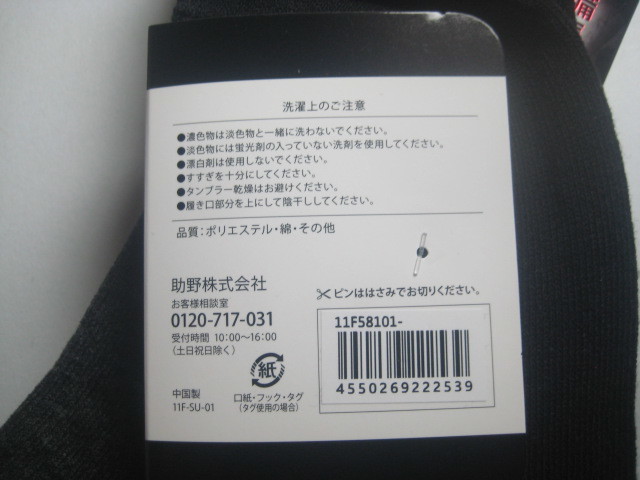 洗濯上のご注意
●濃色物は淡色物と一緒に洗わないでください。
●淡色物には蛍光剤の入っていない洗剤を使用してください。
●漂白剤は使用しないでください。
●すすぎを十分にしてください。
●タンブラー乾燥はお避けください。
●履き口部分を上にして陰干ししてください。
品質：ポリエステル・綿・その他
助野株式会社
お客様相談室
0120-717-031
受付時間 10：00～16：00
（土日祝日除く）
中国製
11F-SU-01
紙
口紙・フック・タグ
（タグ使用の場合）
✂ピンははさみでお切りください。
11F58101-
4550269222539